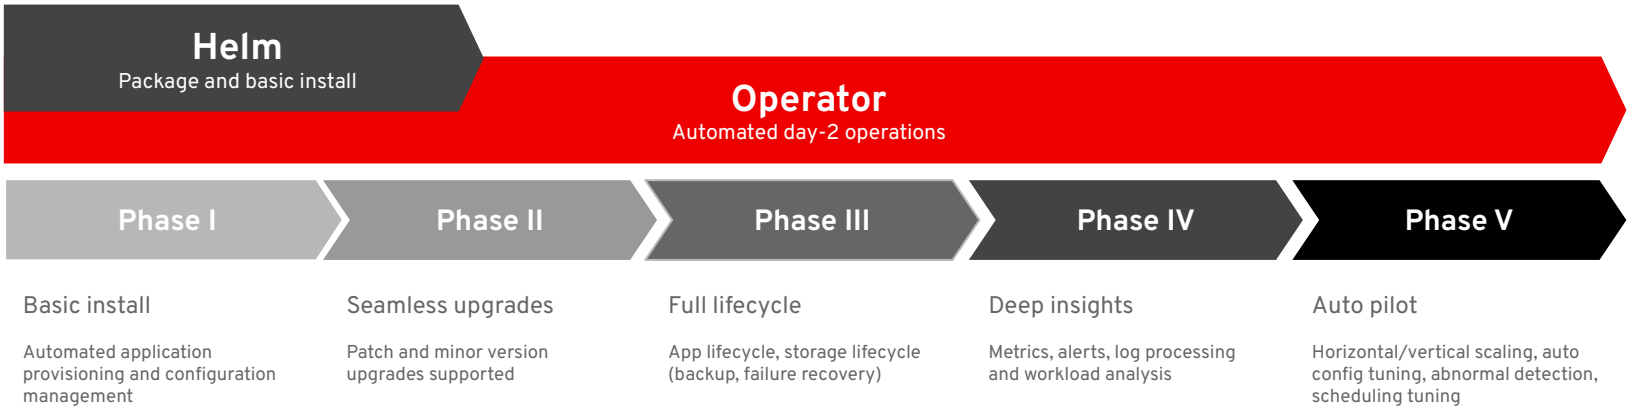 Helm
Package and basic install
Operator
Automated day-2 operations
Phase I
Phase II
Phase III
Phase IV
Phase V
Basic install
Automated application
provisioning and configuration
management
Seamless upgrades
Patch and minor version
upgrades supported
Full lifecycle
App lifecycle, storage lifecycle
(backup, failure recovery)
Deep insights
Metrics, alerts, log processing
and workload analysis
Auto pilot
Horizontal/vertical scaling, auto
config tuning, abnormal detection,
scheduling tuning